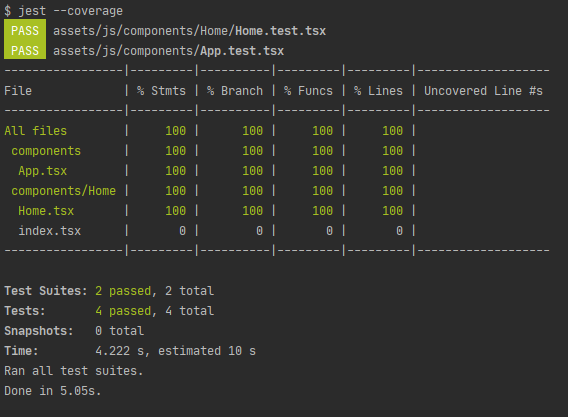 $ jest --coverage
PASS assets/js/components/Home/Home.test.tsx
PASS assets/js/components/App.test.tsx
-----------------|---------|----------|---------|---------|-------------------
File             | % Stmts | % Branch | % Funcs | % Lines | Uncovered Line #s
-----------------|---------|----------|---------|---------|-------------------
All files        |     100 |      100 |     100 |     100 |
 components      |     100 |      100 |     100 |     100 |
  App.tsx        |     100 |      100 |     100 |     100 |
 components/Home |     100 |      100 |     100 |     100 |
  Home.tsx       |     100 |      100 |     100 |     100 |
  index.tsx      |       0 |        0 |       0 |       0 |
-----------------|---------|----------|---------|---------|-------------------
Test Suites: 2 passed, 2 total
Tests:       4 passed, 4 total
Snapshots:   0 total
Time:        4.222 s, estimated 10 s
Ran all test suites.
Done in 5.05s.